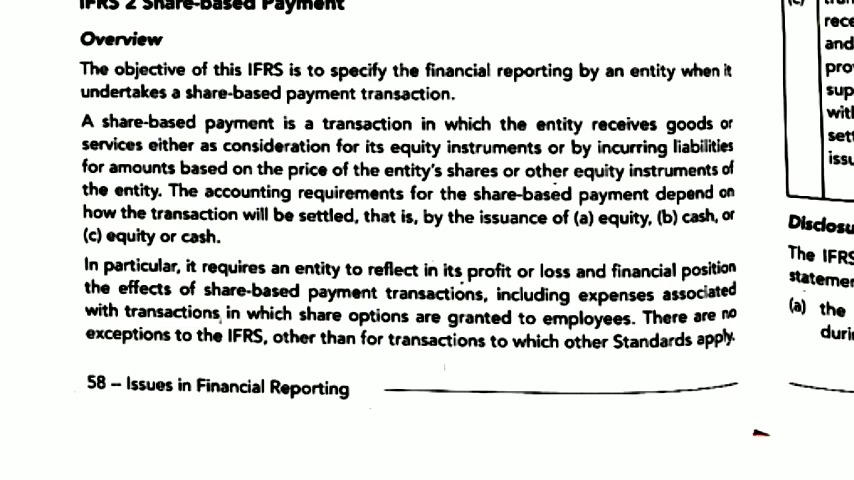 IFRS 2 Share-based Payment
Overview
The objective of this IFRS is to specify the financial reporting by an entity when it
undertakes a share-based payment transaction.
A share-based payment is a transaction in which the entity receives goods or
services either as consideration for its equity instruments or by incurring liabilities
for amounts based on the price of the entity's shares or other equity instruments of
the entity. The accounting requirements for the share-based payment depend on
how the transaction will be settled, that is, by the issuance of (a) equity, (b) cash, or
(c) equity or cash.
In particular, it requires an entity to reflect in its profit or loss and financial position
the effects of share-based payment transactions, including expenses associated
with transactions in which share options are granted to employees. There are no
exceptions to the IFRS, other than for transactions to which other Standards apply.
58 – Issues in Financial Reporting
(c)
and
with
Disclosu
The IFRS
statemen
(a) the
duri